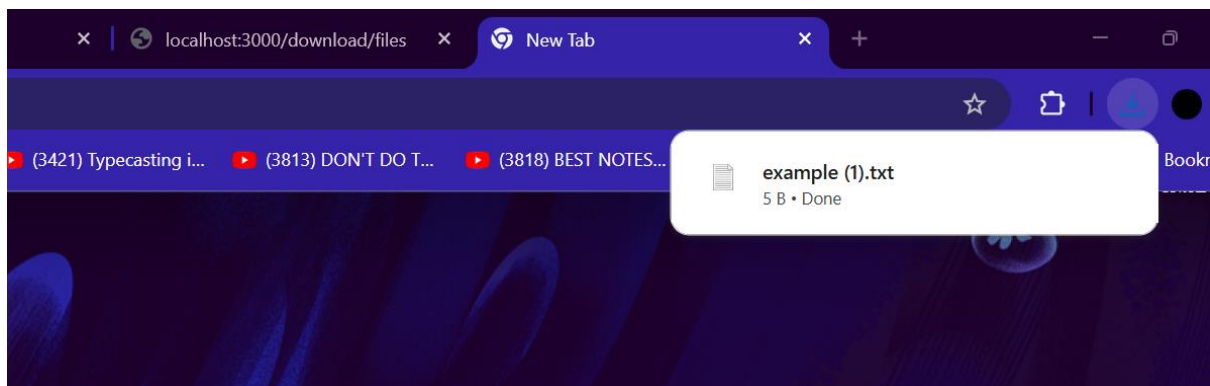 localhost:3000/download/files
New Tab
(3421) Typecasting i...
(3813) DON'T DO T...
(3818) BEST NOTES...
Bookr
example (1).txt
5 B • Done